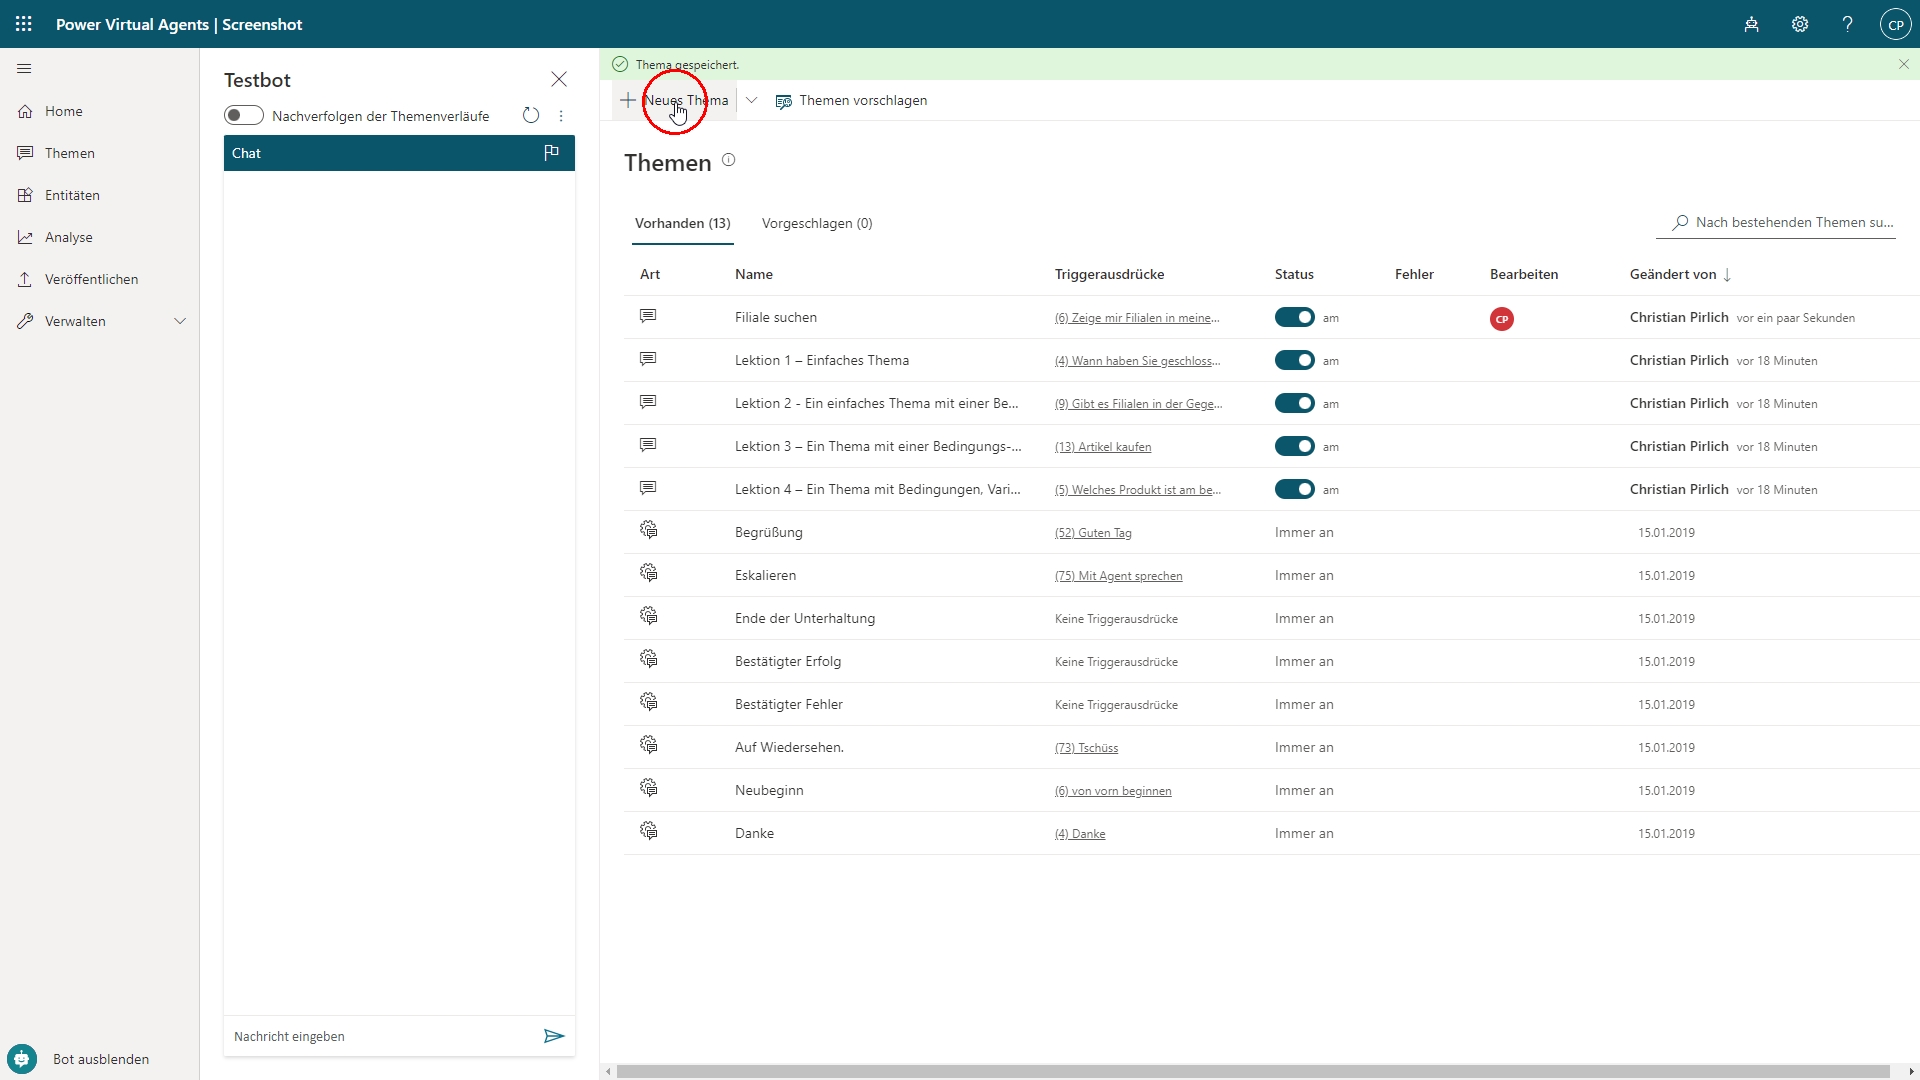 Power Virtual Agents | Screenshot
CP
Home
Themen
Entitäten
Analyse
Veröffentlichen
Verwalten
Bot ausblenden
Testbot
Nachverfolgen der Themenverläufe
Chat
Nachricht eingeben
Thema gespeichert.
Neues Thema
Themen vorschlagen
Themen
Vorhanden (13)
Vorgeschlagen (0)
Nach bestehenden Themen su...
Art Name Triggerausdrücke Status Fehler Bearbeiten Geändert von
Filiale suchen (6) Zeige mir Filialen in meine... am CP Christian Pirlich vor ein paar Sekunden
Lektion 1 – Einfaches Thema (4) Wann haben Sie geschloss... am Christian Pirlich vor 18 Minuten
Lektion 2 - Ein einfaches Thema mit einer Be... (9) Gibt es Filialen in der Gege... am Christian Pirlich vor 18 Minuten
Lektion 3 – Ein Thema mit einer Bedingungs-... (13) Artikel kaufen am Christian Pirlich vor 18 Minuten
Lektion 4 – Ein Thema mit Bedingungen, Vari... (5) Welches Produkt ist am be... am Christian Pirlich vor 18 Minuten
Begrüßung (52) Guten Tag Immer an 15.01.2019
Eskalieren (75) Mit Agent sprechen Immer an 15.01.2019
Ende der Unterhaltung Keine Triggerausdrücke Immer an 15.01.2019
Bestätigter Erfolg Keine Triggerausdrücke Immer an 15.01.2019
Bestätigter Fehler Keine Triggerausdrücke Immer an 15.01.2019
Auf Wiedersehen. (73) Tschüss Immer an 15.01.2019
Neubeginn (6) von vorn beginnen Immer an 15.01.2019
Danke (4) Danke Immer an 15.01.2019